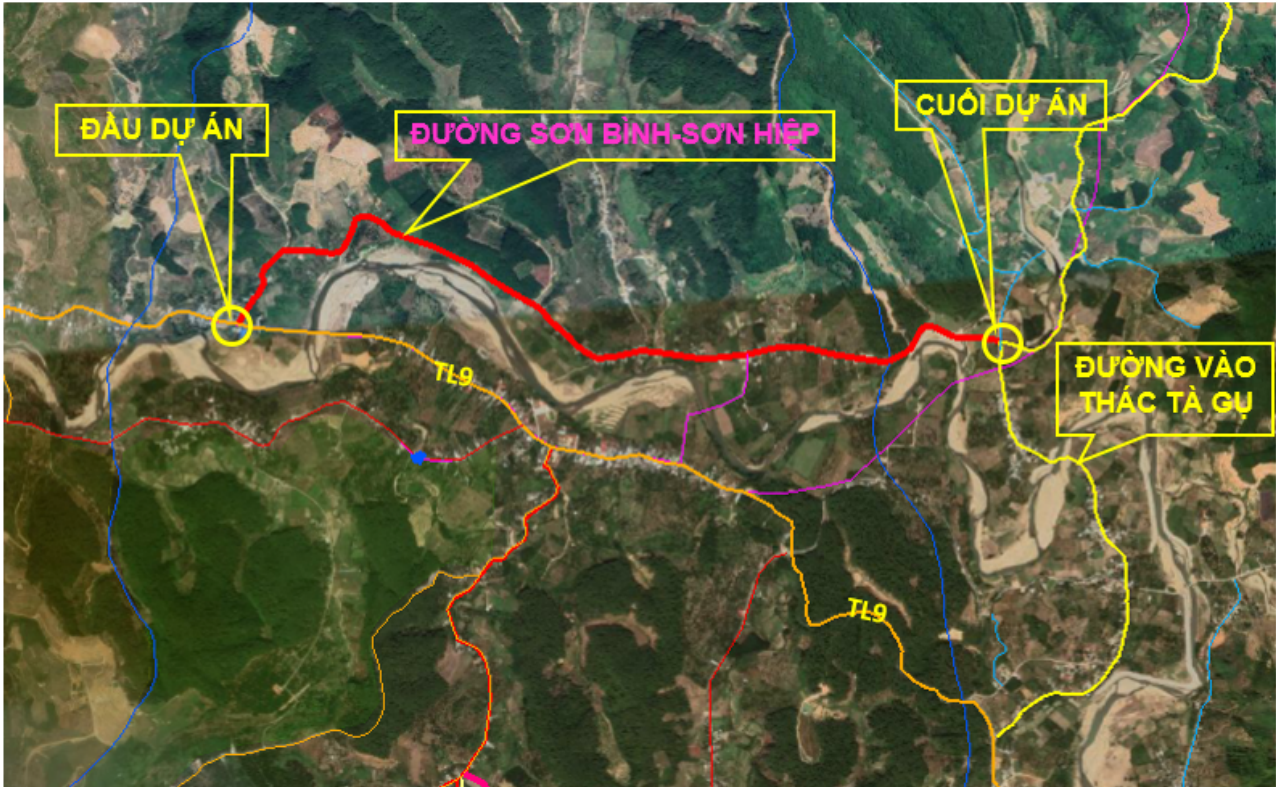 ĐẦU DỰ ÁN
ĐƯỜNG SƠN BÌNH-SƠN HIỆP
CUỐI DỰ ÁN
TL9
ĐƯỜNG VÀO
THÁC TÀ GỤ
TL9